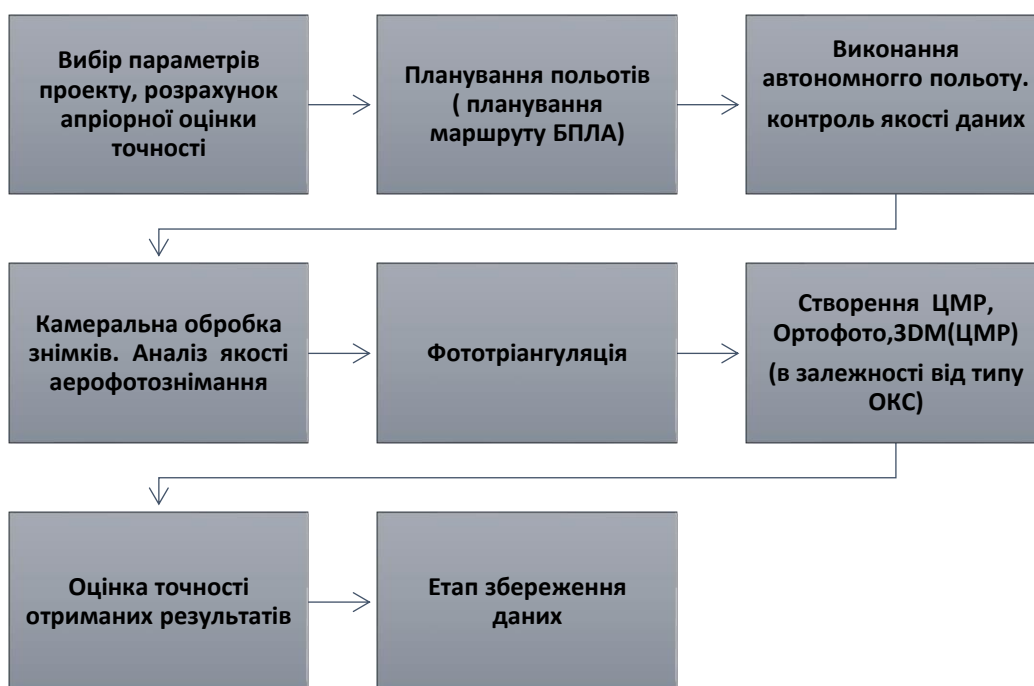 Вибір параметрів
проекту, розрахунок
апріорної оцінки
точності
Планування польотів
( планування
маршруту БПЛА)
Виконання
автономного польоту.
контроль якості даних
Камеральна обробка
знімків. Аналіз якості
аерофотознімання
Фототріангуляція
Створення ЦМР,
Ортофото,3DМ(ЦМР)
(в залежності від типу
ОКС)
Оцінка точності
отриманих результатів
Етап збереження
даних